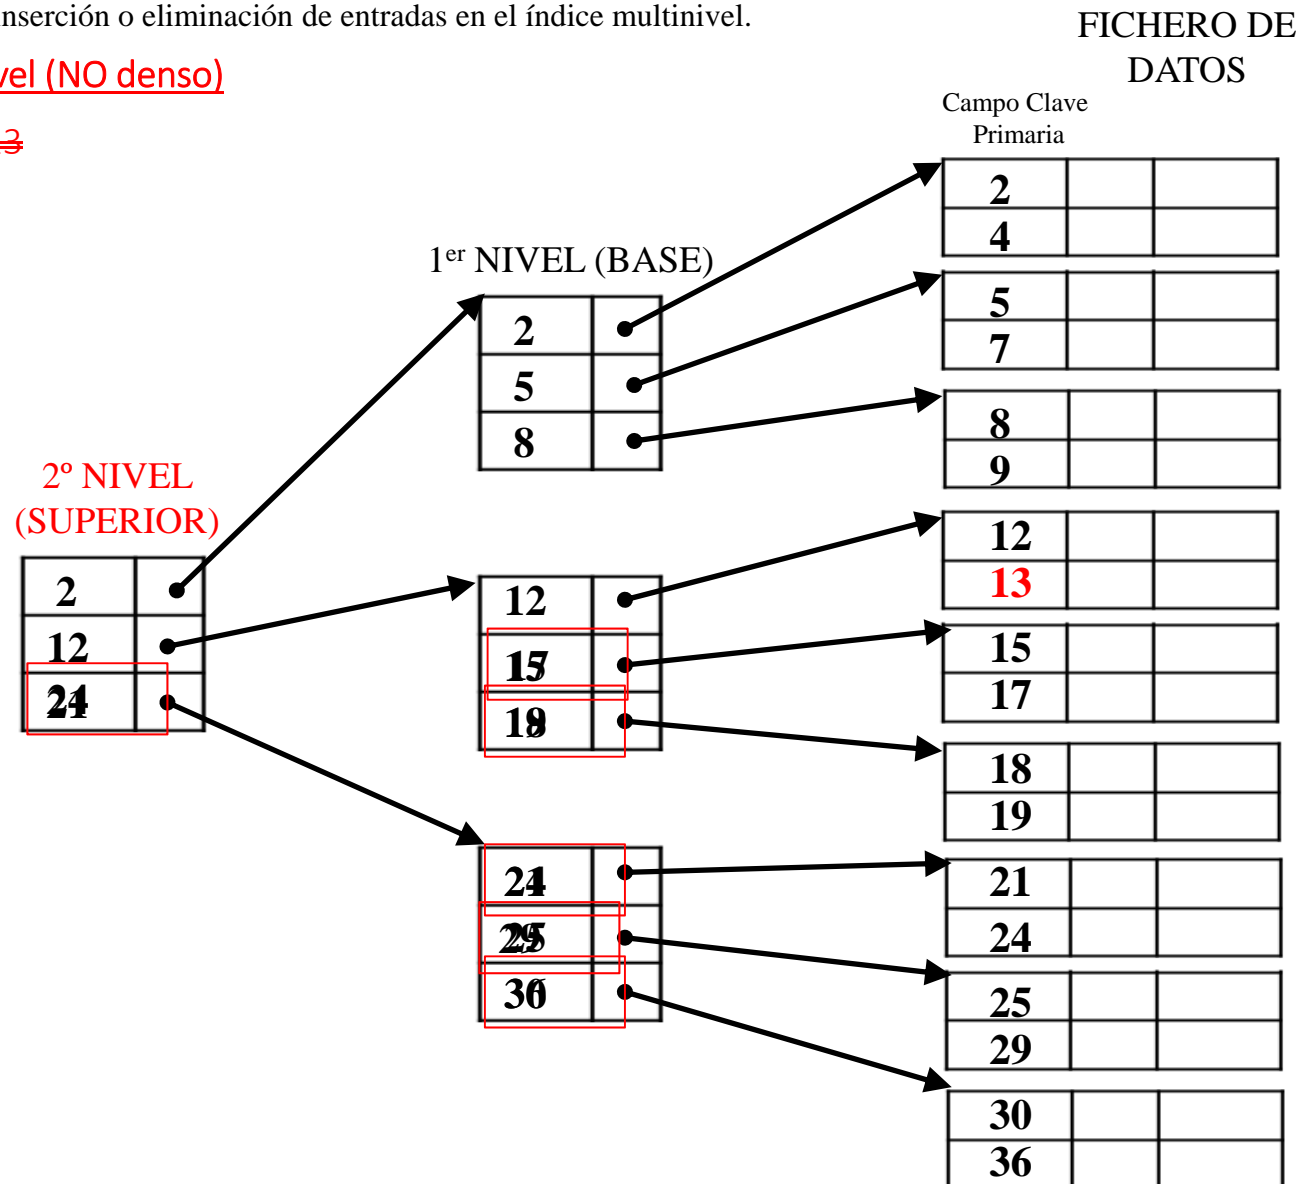 nserción o eliminación de entradas en el índice multinivel.
FICHERO DE
DATOS
vel (NO denso)
3
Campo Clave
Primaria
1er NIVEL (BASE)
2º NIVEL
(SUPERIOR)
2
12
2
5
8
12
2
4
5
7
8
9
12
13
15
17
18
19
21
24
25
29
30
36